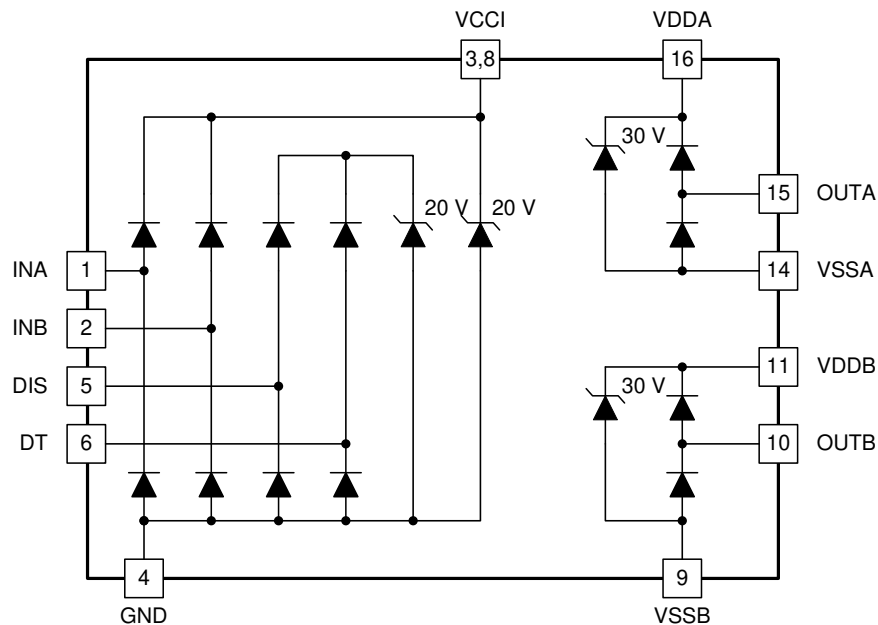 VCCI
VDDA
3,8
16
30 V
15
OUTA
20 V
20 V
INA
1
14
VSSA
INB
2
11
VDDB
DIS
5
30 V
DT
6
10
OUTB
4
9
GND
VSSB